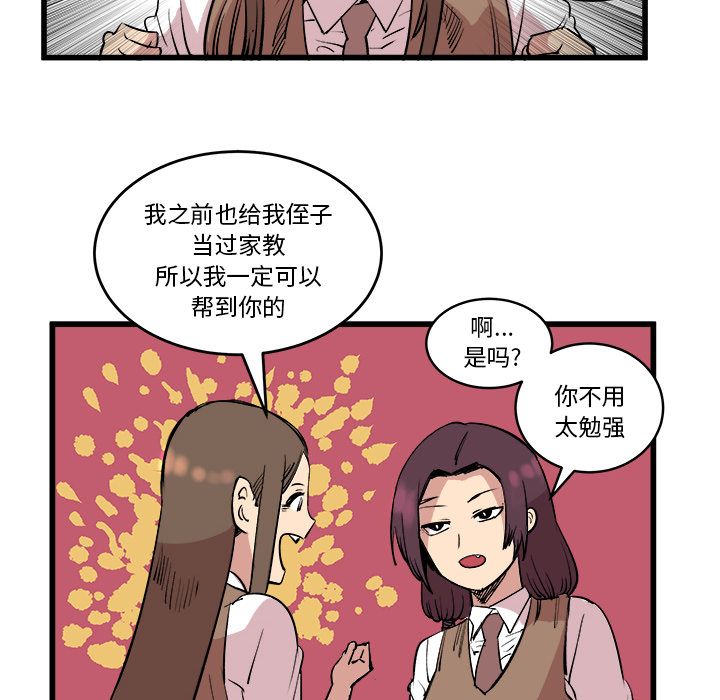 我之前也给我侄子
当过家教
所以我一定可以
帮到你的
啊...
是吗?
你不用
太勉强